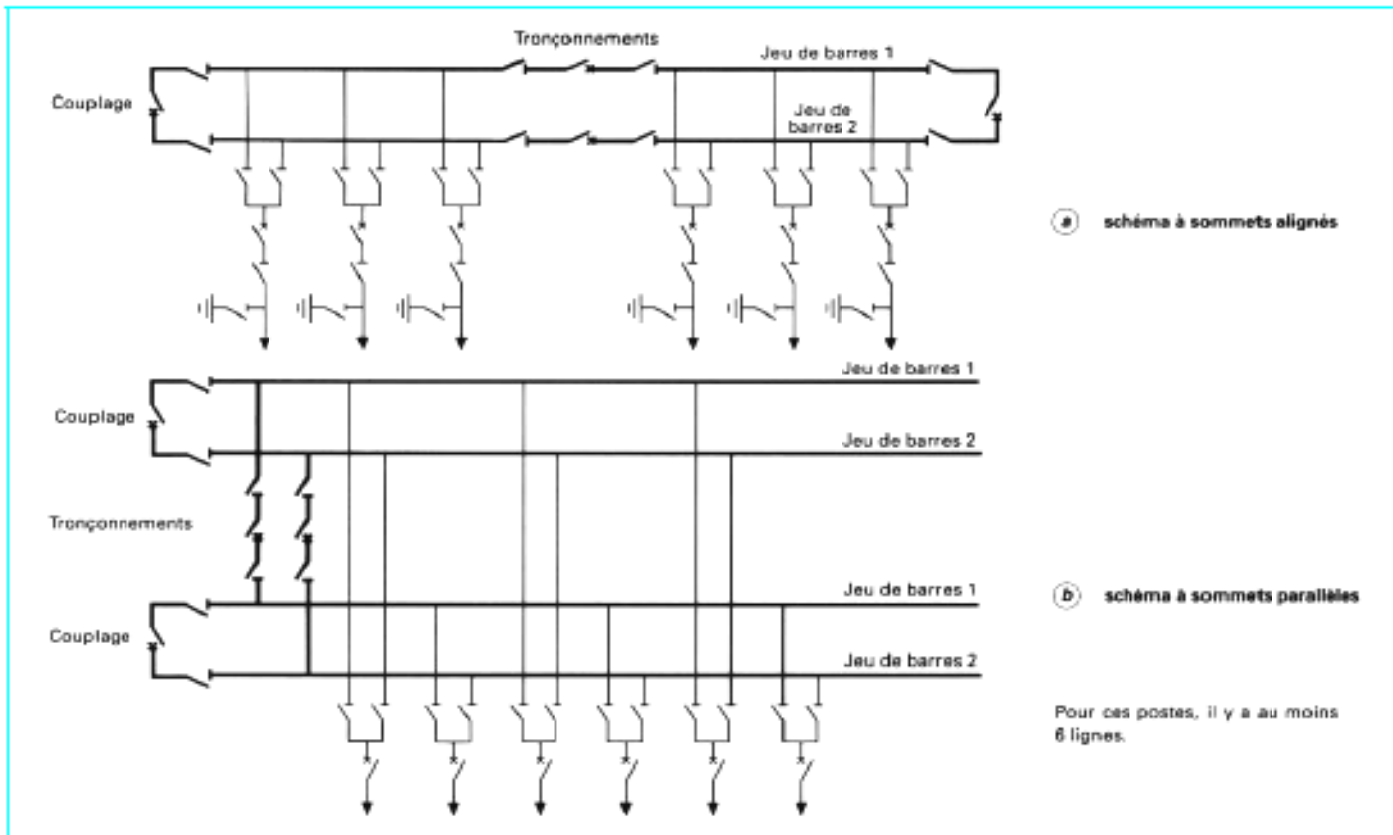 Tronçonnements
Jeu de barres 1
Couplage
Jeu de
barres 2
a schéma à sommets alignés
Jeu de barres 1
Couplage
Jeu de barres 2
Tronçonnements
Jeu de barres 1
b schéma à sommets parallèles
Couplage
Jeu de barres 2
Pour ces postes, il y a au moins
6 lignes.